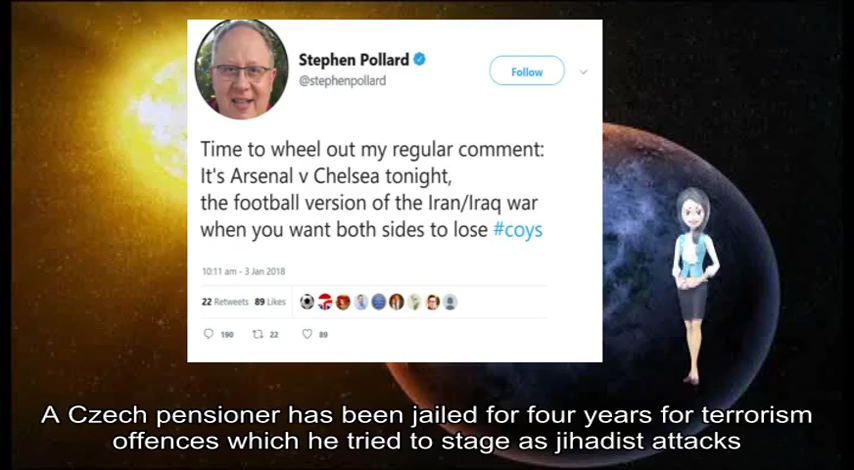 Stephen Pollard
@stephenpollard
Follow
Time to wheel out my regular comment:
It's Arsenal v Chelsea tonight,
the football version of the Iran/Iraq war
when you want both sides to lose #coys
10:11 am - 3 Jan 2018
22 Retweets 89 Likes
190 22 89
A Czech pensioner has been jailed for four years for terrorism
offences which he tried to stage as jihadist attacks